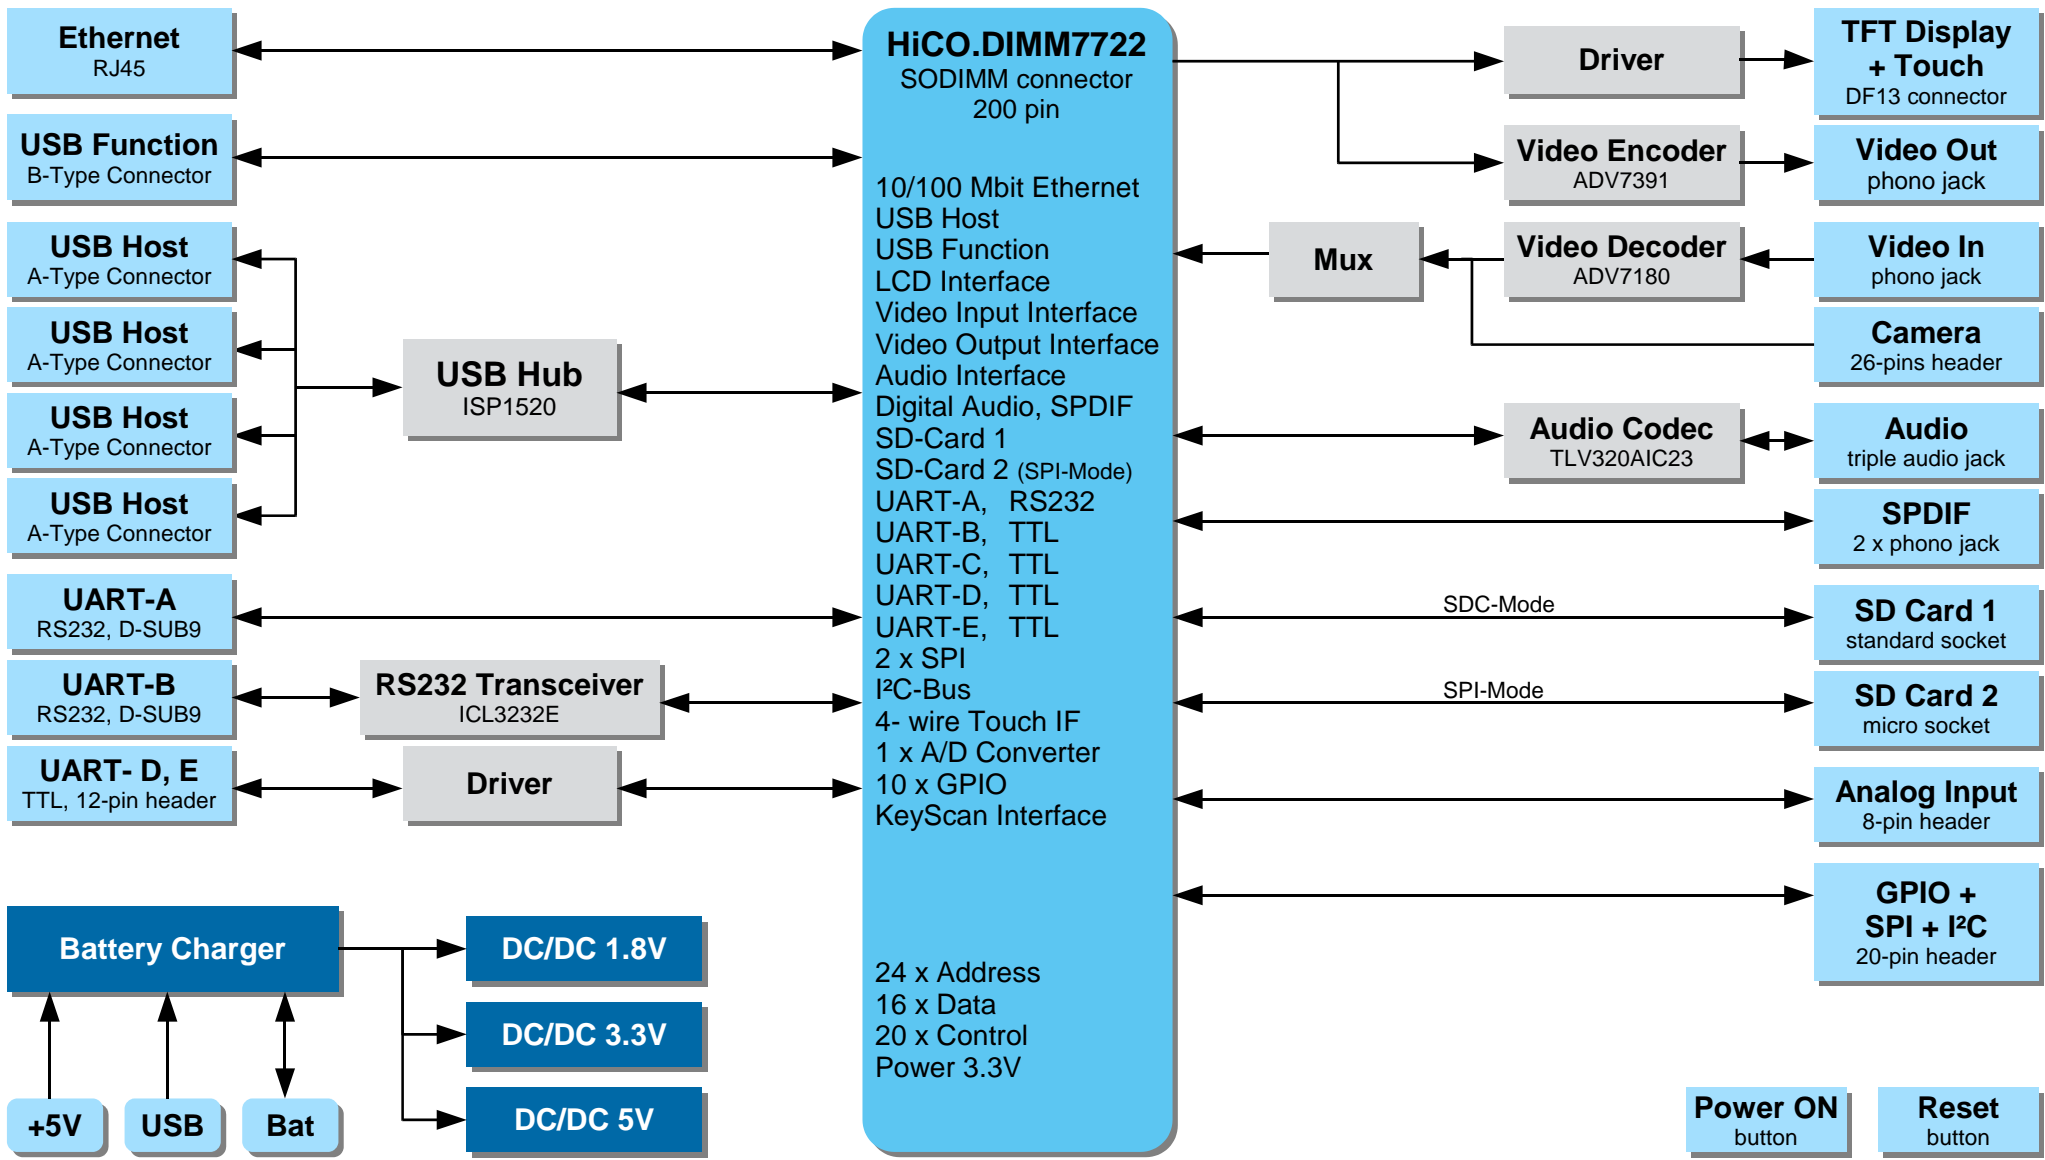 Ethernet
RJ45
USB Function
B-Type Connector
USB Host
A-Type Connector
USB Host
A-Type Connector
USB Host
A-Type Connector
USB Host
A-Type Connector
USB Hub
ISP1520
UART-A
RS232, D-SUB9
UART-B
RS232, D-SUB9
RS232 Transceiver
ICL3232E
UART- D, E
TTL, 12-pin header
Driver
Battery Charger
DC/DC 1.8V
DC/DC 3.3V
DC/DC 5V
+5V
USB
Bat
HiCO.DIMM7722
SODIMM connector
200 pin
10/100 Mbit Ethernet
USB Host
USB Function
LCD Interface
Video Input Interface
Video Output Interface
Audio Interface
Digital Audio, SPDIF
SD-Card 1
SD-Card 2 (SPI-Mode)
UART-A, RS232
UART-B, TTL
UART-C, TTL
UART-D, TTL
UART-E, TTL
2 x SPI
I²C-Bus
4- wire Touch IF
1 x A/D Converter
10 x GPIO
KeyScan Interface
24 x Address
16 x Data
20 x Control
Power 3.3V
Driver
TFT Display
+ Touch
DF13 connector
Video Encoder
ADV7391
Video Out
phono jack
Mux
Video Decoder
ADV7180
Video In
phono jack
Camera
26-pins header
Audio Codec
TLV320AIC23
Audio
triple audio jack
SPDIF
2 x phono jack
SDC-Mode
SD Card 1
standard socket
SPI-Mode
SD Card 2
micro socket
Analog Input
8-pin header
GPIO +
SPI + I²C
20-pin header
Power ON
button
Reset
button